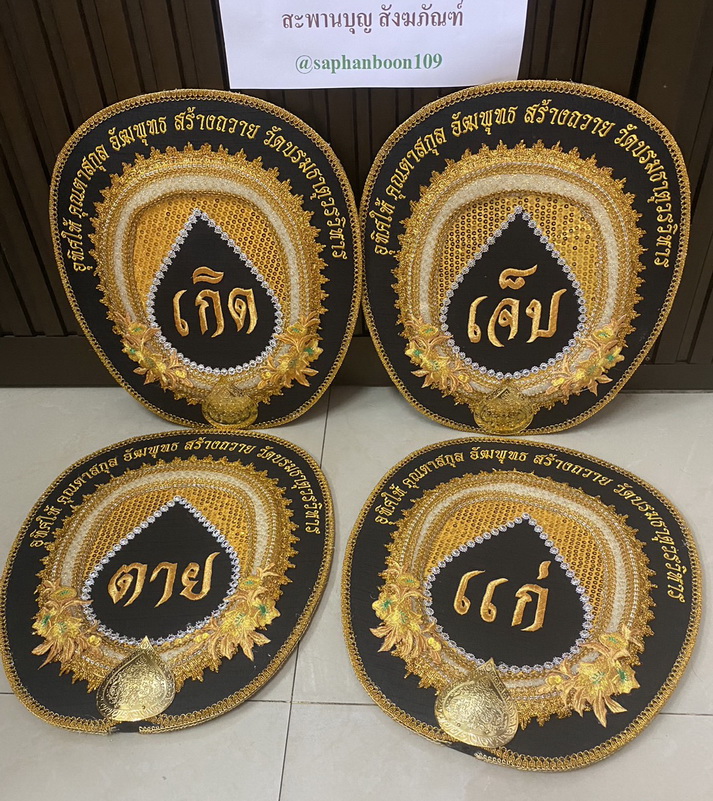 สะพานบุญ สังฆภัณฑ์
@saphanboon109
อุทิศให้ คุณตาสกุล อัฒพุทธ สร้างถวาย วัดบรมธาตุวรวิหาร
เกิด
อุทิศให้ คุณตาสกุล อัฒพุทธ สร้างถวาย วัดบรมธาตุวรวิหาร
เจ็บ
อุทิศให้ คุณตาสกุล อัฒพุทธ สร้างถวาย วัดบรมธาตุวรวิหาร
ตาย
อุทิศให้ คุณตาสกุล อัฒพุทธ สร้างถวาย วัดบรมธาตุวรวิหาร
แก่